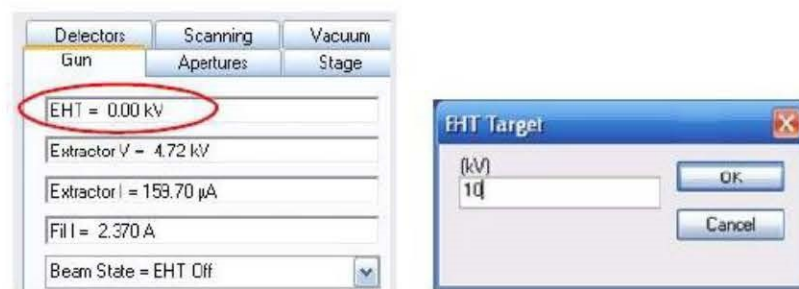 Detectors Scanning Vacuum
Gun Apertures Stage
EHT = 0.00 kV
Extractor V = 4.72 kV
Extractor I = 159.70 µA
Fil I = 2.370 A
Beam State = EHT Off
EHT Target
(kV)
10
OK
Cancel